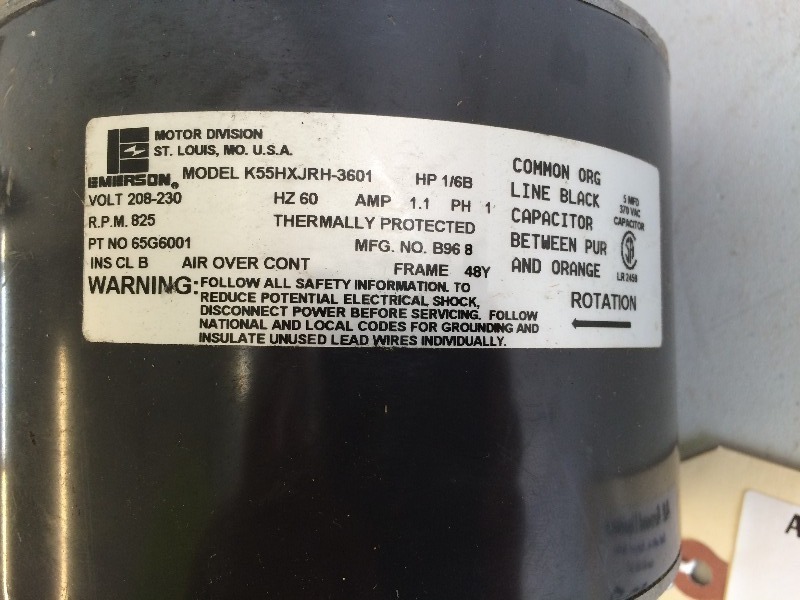 MOTOR DIVISION
ST. LOUIS, MO. U.S.A.
EMERSON® MODEL K55HXJRH-3601 HP 1/6B
VOLT 208-230 HZ 60 AMP 1.1 PH 1
R.P.M. 825 THERMALLY PROTECTED
PT NO 65G6001 MFG. NO. B96 8
INS CL B AIR OVER CONT FRAME 48Y
WARNING: FOLLOW ALL SAFETY INFORMATION. TO
REDUCE POTENTIAL ELECTRICAL SHOCK,
DISCONNECT POWER BEFORE SERVICING. FOLLOW
NATIONAL AND LOCAL CODES FOR GROUNDING AND
INSULATE UNUSED LEAD WIRES INDIVIDUALLY.
COMMON ORG
LINE BLACK
CAPACITOR
BETWEEN PUR
AND ORANGE
5 MFD
370 VAC
CAPACITOR
LR 2459
ROTATION
A